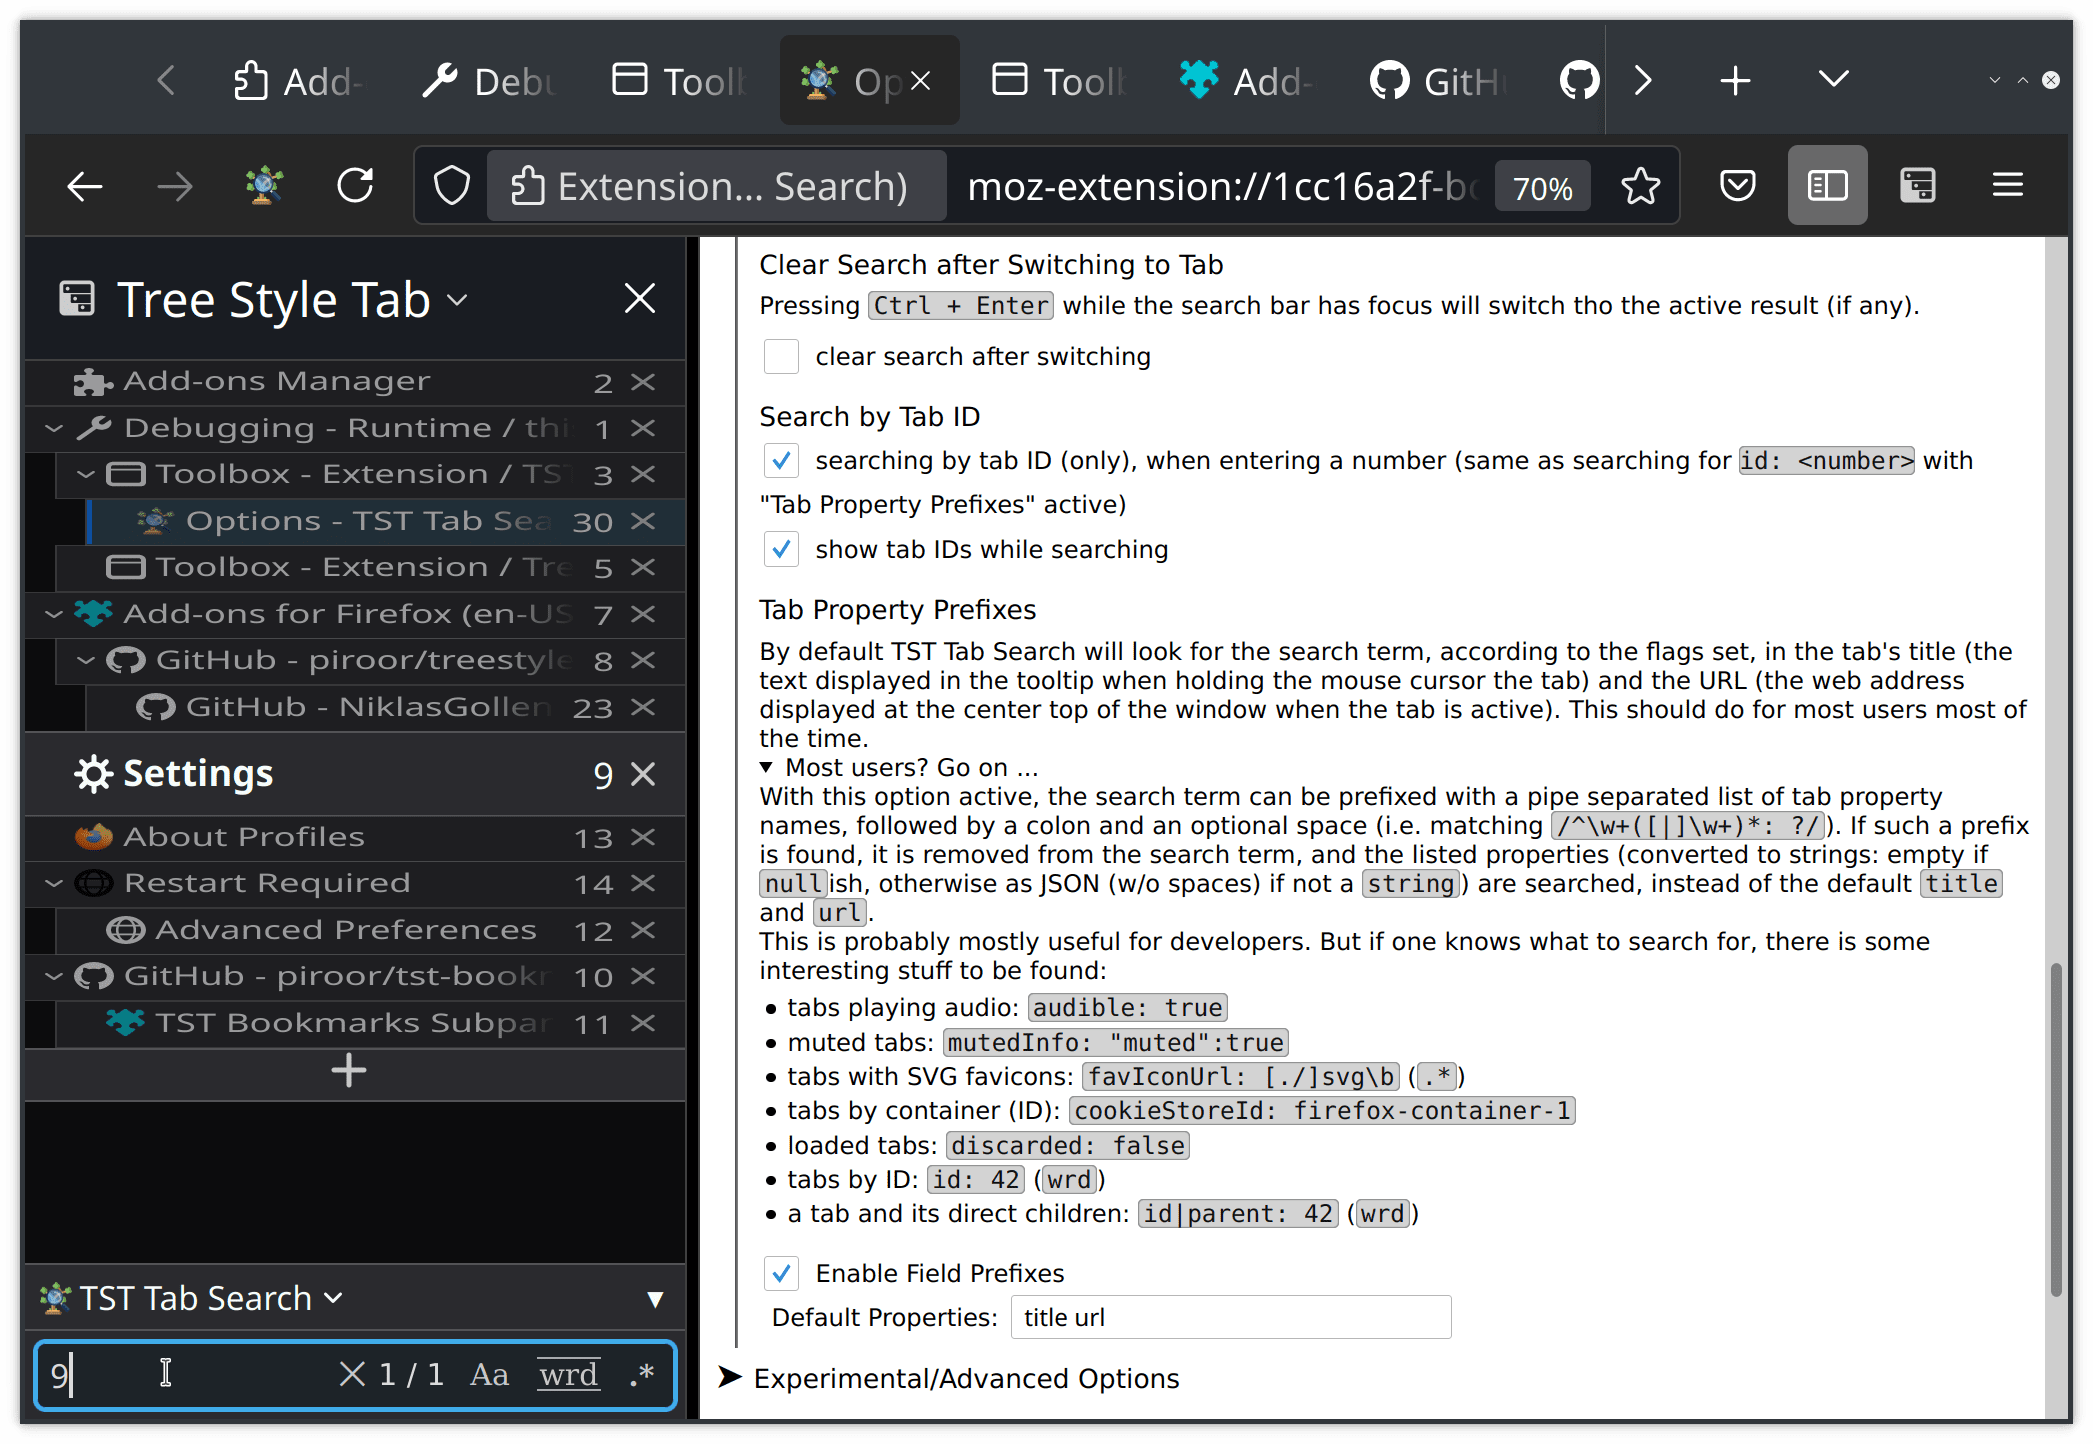 Add-
Debu
Toolb
Op
Toolb
Add-
GitHu
Extension... Search)
moz-extension://1cc16a2f-bc
70%
Tree Style Tab
Add-ons Manager 2
Debugging - Runtime / thi 1
Toolbox - Extension / TST 3
Options - TST Tab Sea 30
Toolbox - Extension / Tre 5
Add-ons for Firefox (en-US 7
GitHub - piroor/treestyle 8
GitHub - NiklasGollen 23
Settings 9
About Profiles 13
Restart Required 14
Advanced Preferences 12
GitHub - piroor/tst-bookm 10
TST Bookmarks Subpan 11
TST Tab Search
9 1 / 1 Aa wrd .*
Clear Search after Switching to Tab
Pressing Ctrl + Enter while the search bar has focus will switch tho the active result (if any).
clear search after switching
Search by Tab ID
searching by tab ID (only), when entering a number (same as searching for id: <number> with
"Tab Property Prefixes" active)
show tab IDs while searching
Tab Property Prefixes
By default TST Tab Search will look for the search term, according to the flags set, in the tab's title (the
text displayed in the tooltip when holding the mouse cursor the tab) and the URL (the web address
displayed at the center top of the window when the tab is active). This should do for most users most of
the time.
Most users? Go on ...
With this option active, the search term can be prefixed with a pipe separated list of tab property
names, followed by a colon and an optional space (i.e. matching /^\w+([|]\w+)*: ?/). If such a prefix
is found, it is removed from the search term, and the listed properties (converted to strings: empty if
nullish, otherwise as JSON (w/o spaces) if not a string) are searched, instead of the default title
and url.
This is probably mostly useful for developers. But if one knows what to search for, there is some
interesting stuff to be found:
• tabs playing audio: audible: true
• muted tabs: mutedInfo: "muted":true
• tabs with SVG favicons: favIconUrl: [./]svg\b (.*)
• tabs by container (ID): cookieStoreId: firefox-container-1
• loaded tabs: discarded: false
• tabs by ID: id: 42 (wrd)
• a tab and its direct children: id|parent: 42 (wrd)
Enable Field Prefixes
Default Properties: title url
Experimental/Advanced Options